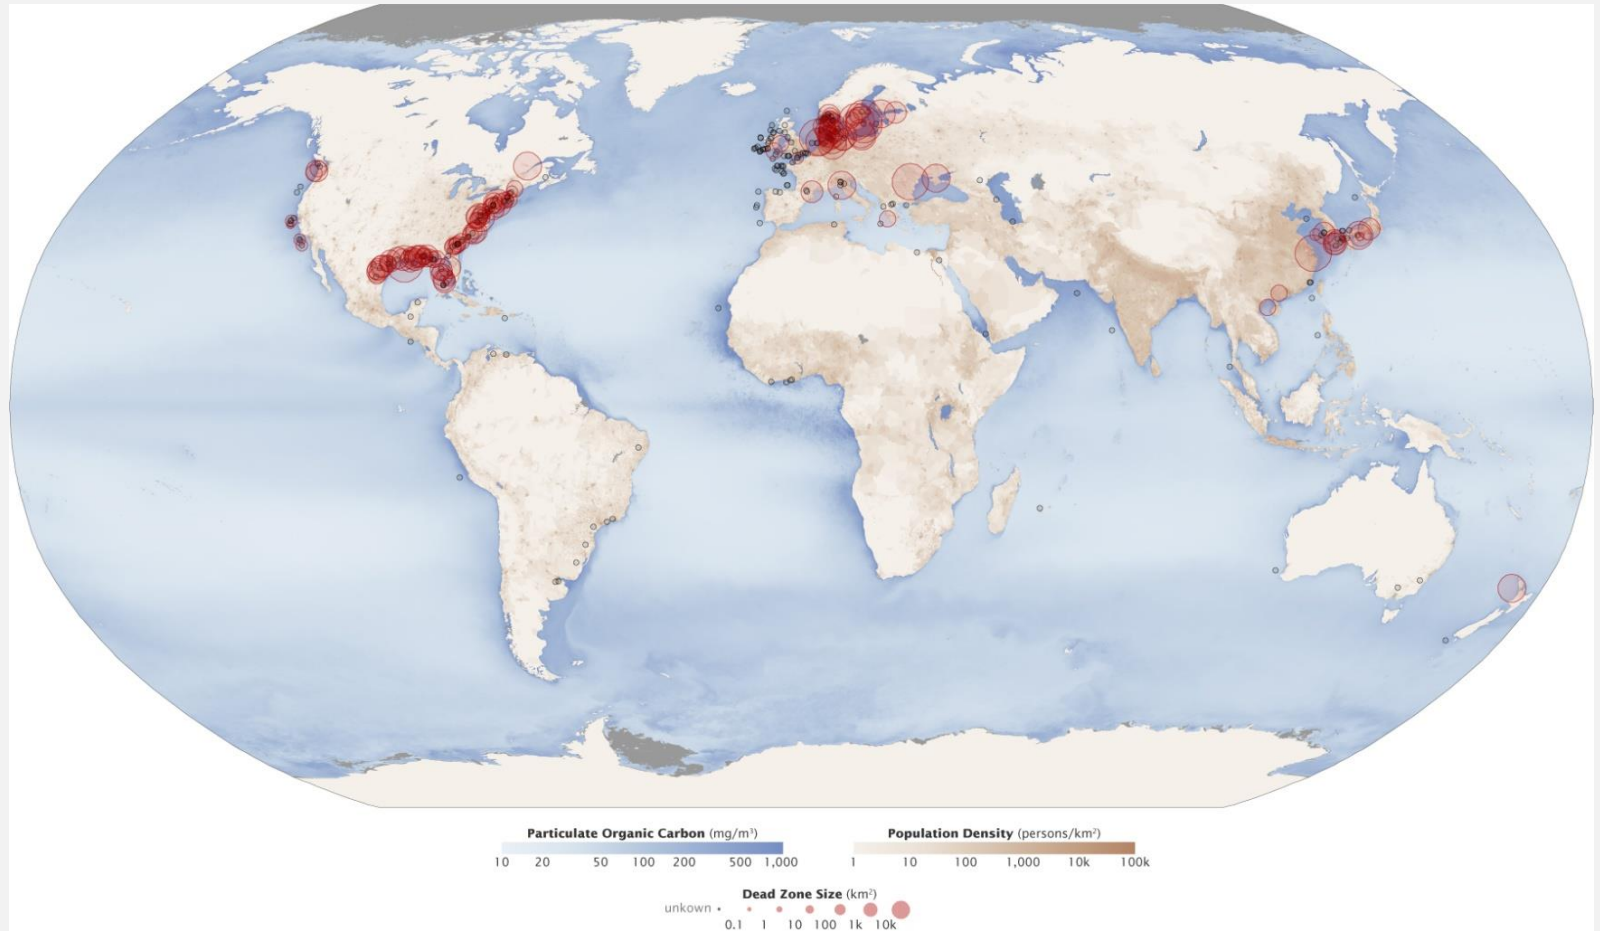 Particulate Organic Carbon (mg/m³)
10 20 50 100 200 500 1,000
Population Density (persons/km²)
1 10 100 1,000 10k 100k
Dead Zone Size (km²)
unkown
0.1 1 10 100 1k 10k